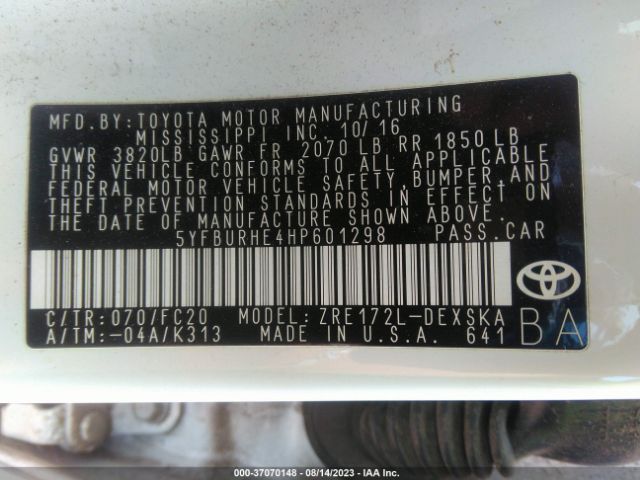 MFD. BY: TOYOTA MOTOR MANUFACTURING
MISSISSIPPI INC. 10/16
GVWR 3820LB GAWR FR 2070 LB RR 1850 LB
THIS VEHICLE CONFORMS TO ALL APPLICABLE
FEDERAL MOTOR VEHICLE SAFETY, BUMPER, AND
THEFT PREVENTION STANDARDS IN EFFECT ON
THE DATE OF MANUFACTURE SHOWN ABOVE.
5YFBURHE4HP601298 PASS. CAR
C/TR: 070/FC20 MODEL: ZRE172L-DEXSKA
A/TM: -04A/K313 MADE IN U.S.A. 641
BA
000-37070148 - 08/14/2023 - IAA Inc.